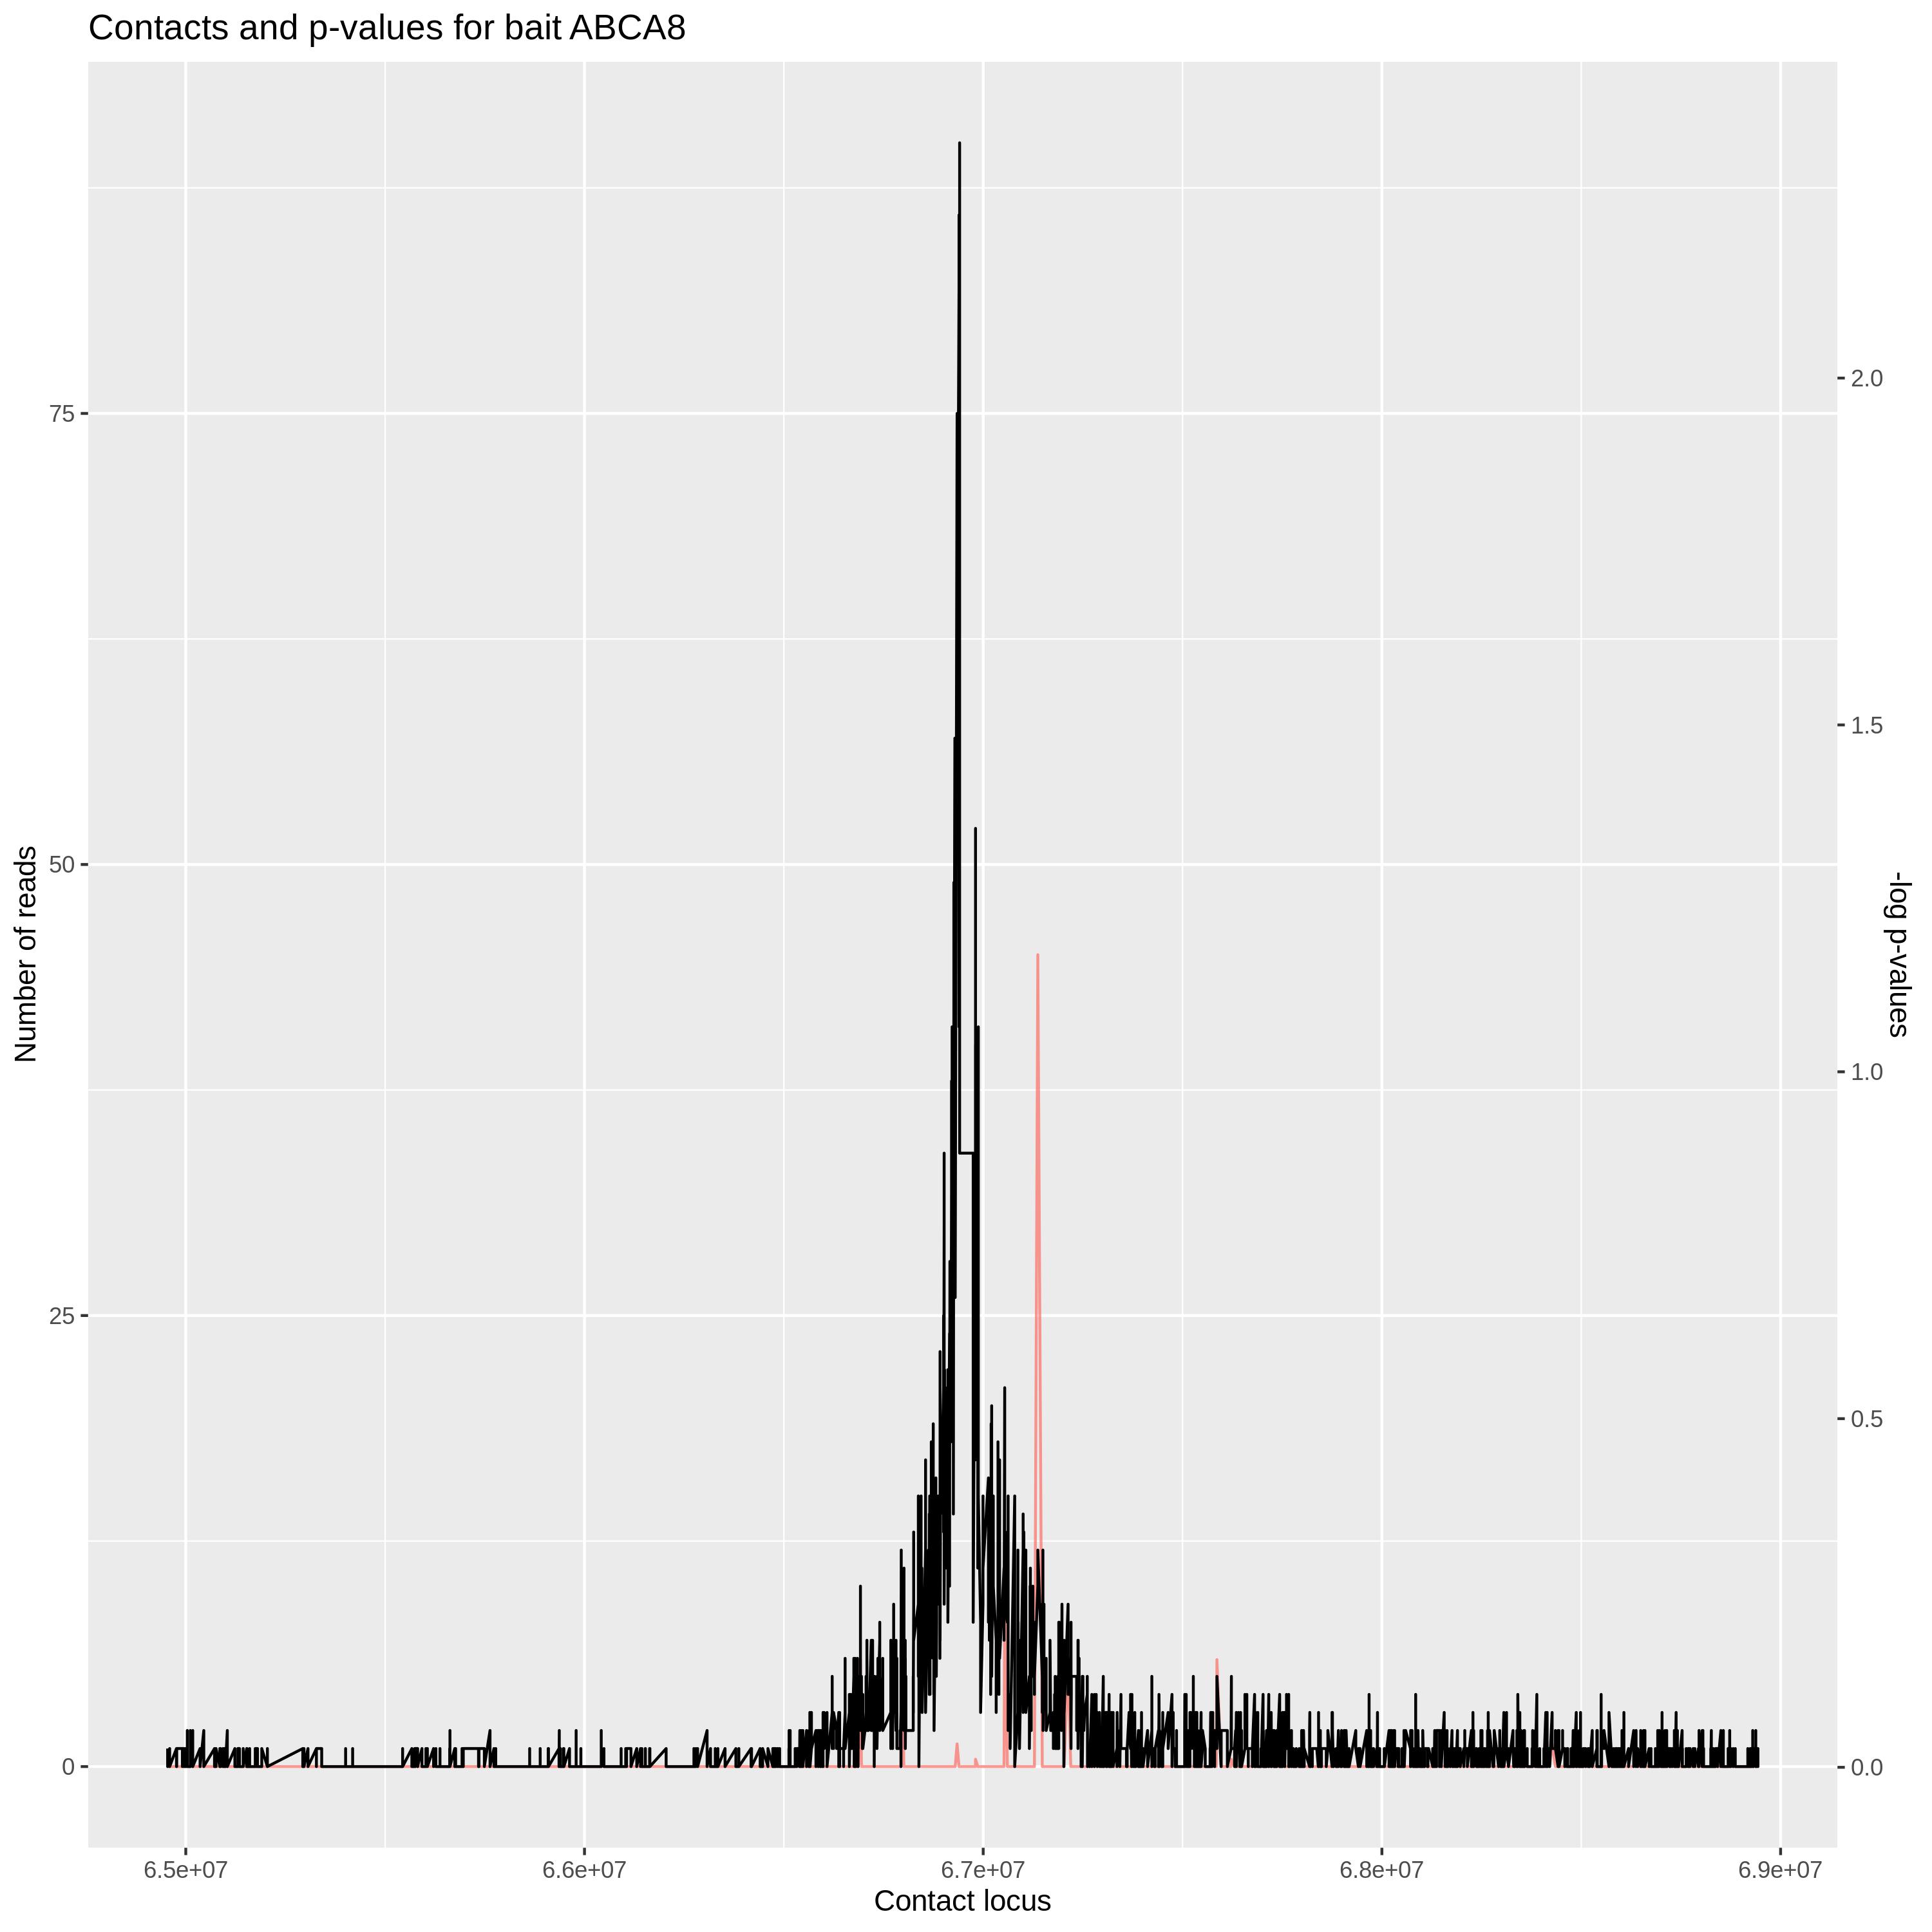 Contacts and p-values for bait ABCA8
Number of reads
75
50
25
0
2.0
1.5
1.0
0.5
0.0
-log p-values
6.5e+07
6.6e+07
6.7e+07
6.8e+07
6.9e+07
Contact locus